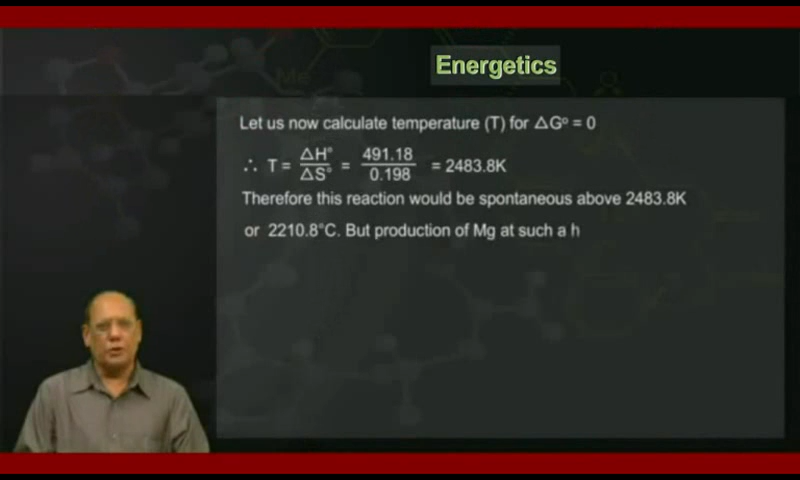 Energetics
Let us now calculate temperature (T) for ΔG° = 0
∴ T = ΔH°/ΔS° = 491.18/0.198 = 2483.8K
Therefore this reaction would be spontaneous above 2483.8K
or 2210.8°C. But production of Mg at such a h
Me